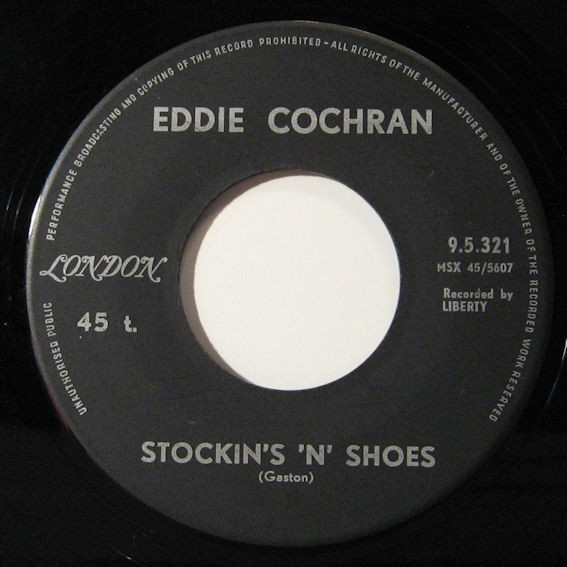 UNAUTHORISED PUBLIC PERFORMANCE BROADCASTING AND COPYING OF THIS RECORD PROHIBITED - ALL RIGHTS OF THE MANUFACTURER AND OF THE OWNER OF THE RECORDED WORK RESERVED
EDDIE COCHRAN
LONDON
45 t.
9.5.321
MSX 45/5607
Recorded by
LIBERTY
STOCKIN'S 'N' SHOES
(Gaston)